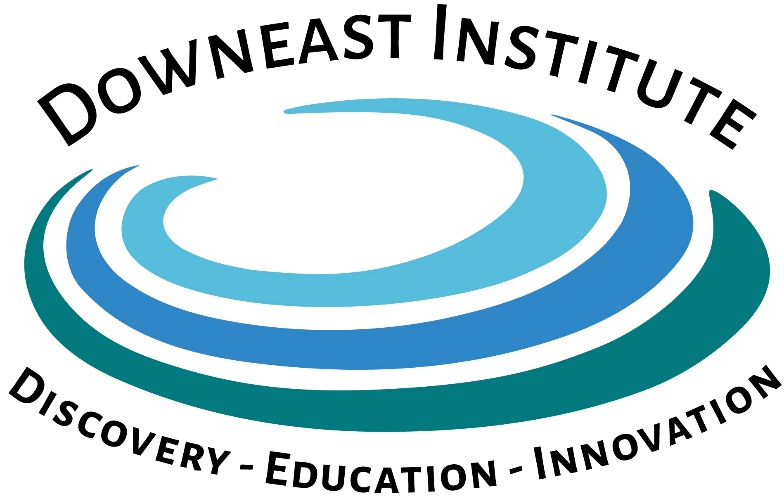 Downeast Institute
Discovery - Education - Innovation